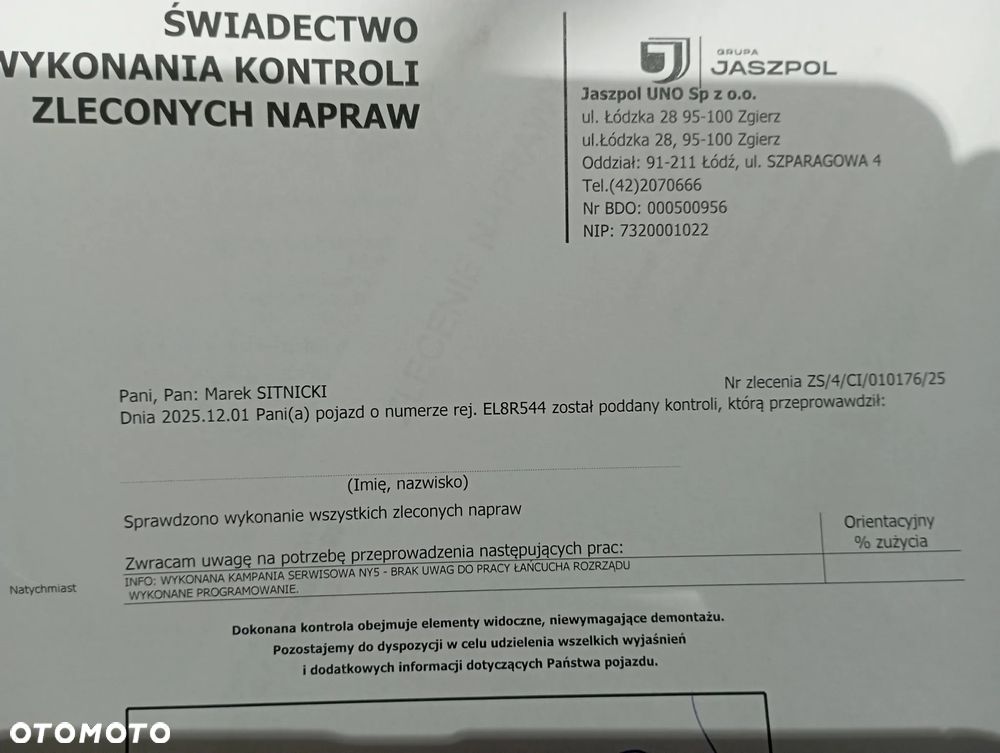 ŚWIADECTWO
WYKONANIA KONTROLI
ZLECONYCH NAPRAW
GRUPA
JASZPOL
Jaszpol UNO Sp z o.o.
ul. Łódzka 28 95-100 Zgierz
ul.Łódzka 28, 95-100 Zgierz
Oddział: 91-211 Łódź, ul. SZPARAGOWA 4
Tel.(42)2070666
Nr BDO: 000500956
NIP: 7320001022
ZLECENIE NAPRAWY
Nr zlecenia ZS/4/CI/010176/25
Pani, Pan: Marek SITNICKI
Dnia 2025.12.01 Pani(a) pojazd o numerze rej. EL8R544 został poddany kontroli, którą przeprowawdził:
(Imię, nazwisko)
Sprawdzono wykonanie wszystkich zleconych napraw
Orientacyjny
% zużycia
Zwracam uwagę na potrzebę przeprowadzenia następujących prac:
Natychmiast
INFO: WYKONANA KAMPANIA SERWISOWA NY5 - BRAK UWAG DO PRACY ŁAŃCUCHA ROZRZĄDU
WYKONANE PROGRAMOWANIE.
Dokonana kontrola obejmuje elementy widoczne, niewymagające demontażu.
Pozostajemy do dyspozycji w celu udzielenia wszelkich wyjaśnień
i dodatkowych informacji dotyczących Państwa pojazdu.
OTOMOTO